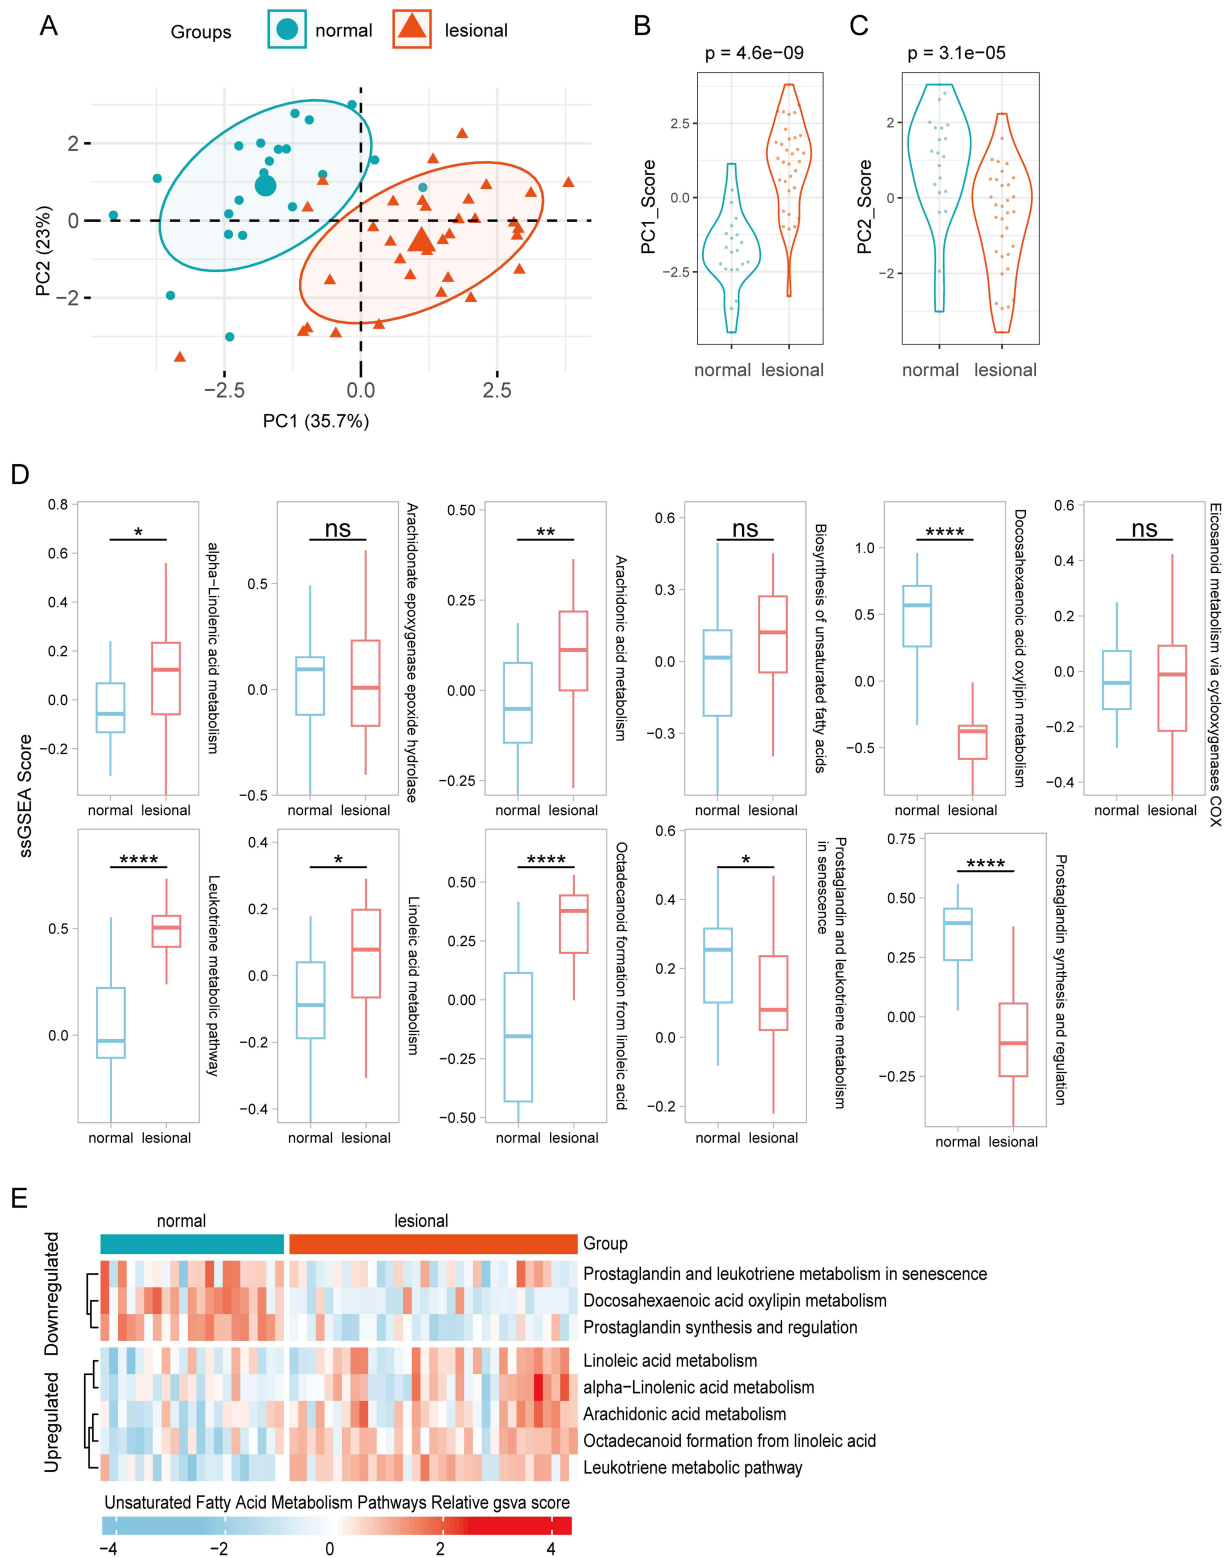 A
Groups normal lesional
PC2 (23%)
2
0
−2
−2.5 0.0 2.5
PC1 (35.7%)
B
p = 4.6e−09
PC1_Score
2.5
0.0
−2.5
normal lesional
C
p = 3.1e−05
PC2_Score
2
0
−2
normal lesional
D
ssGSEA Score
0.8
0.6
0.4
0.2
0.0
−0.2
*
normal lesional
alpha−Linolenic acid metabolism
0.5
0.0
−0.5
ns
normal lesional
Arachidonate epoxygenase epoxide hydrolase
0.50
0.25
0.00
−0.25
**
normal lesional
Arachidonic acid metabolism
0.6
0.3
0.0
−0.3
ns
normal lesional
Biosynthesis of unsaturated fatty acids
1.0
0.5
0.0
−0.5
****
normal lesional
Docosahexaenoic acid oxylipin metabolism
0.6
0.4
0.2
0.0
−0.2
−0.4
ns
normal lesional
Eicosanoid metabolism via cyclooxygenases COX
0.5
0.0
****
normal lesional
Leukotriene metabolic pathway
0.4
0.2
0.0
−0.2
−0.4
*
normal lesional
Linoleic acid metabolism
0.50
0.25
0.00
−0.25
−0.50
****
normal lesional
Octadecanoid formation from linoleic acid
0.6
0.4
0.2
0.0
−0.2
*
normal lesional
Prostaglandin and leukotriene metabolism
in senescence
0.75
0.50
0.25
0.00
−0.25
****
normal lesional
Prostaglandin synthesis and regulation
E
normal lesional
Group
Downregulated
Prostaglandin and leukotriene metabolism in senescence
Docosahexaenoic acid oxylipin metabolism
Prostaglandin synthesis and regulation
Upregulated
Linoleic acid metabolism
alpha−Linolenic acid metabolism
Arachidonic acid metabolism
Octadecanoid formation from linoleic acid
Leukotriene metabolic pathway
Unsaturated Fatty Acid Metabolism Pathways Relative gsva score
−4 −2 0 2 4